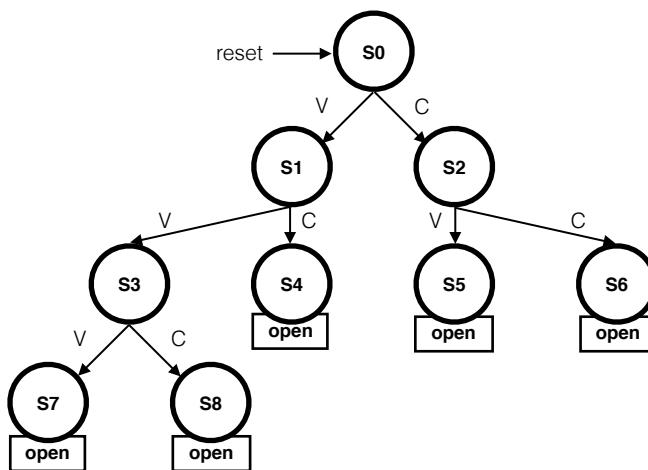 reset S0
V C
S1 S2
V C V C
S3 S4 S5 S6
open open open
V C
S7 S8
open open